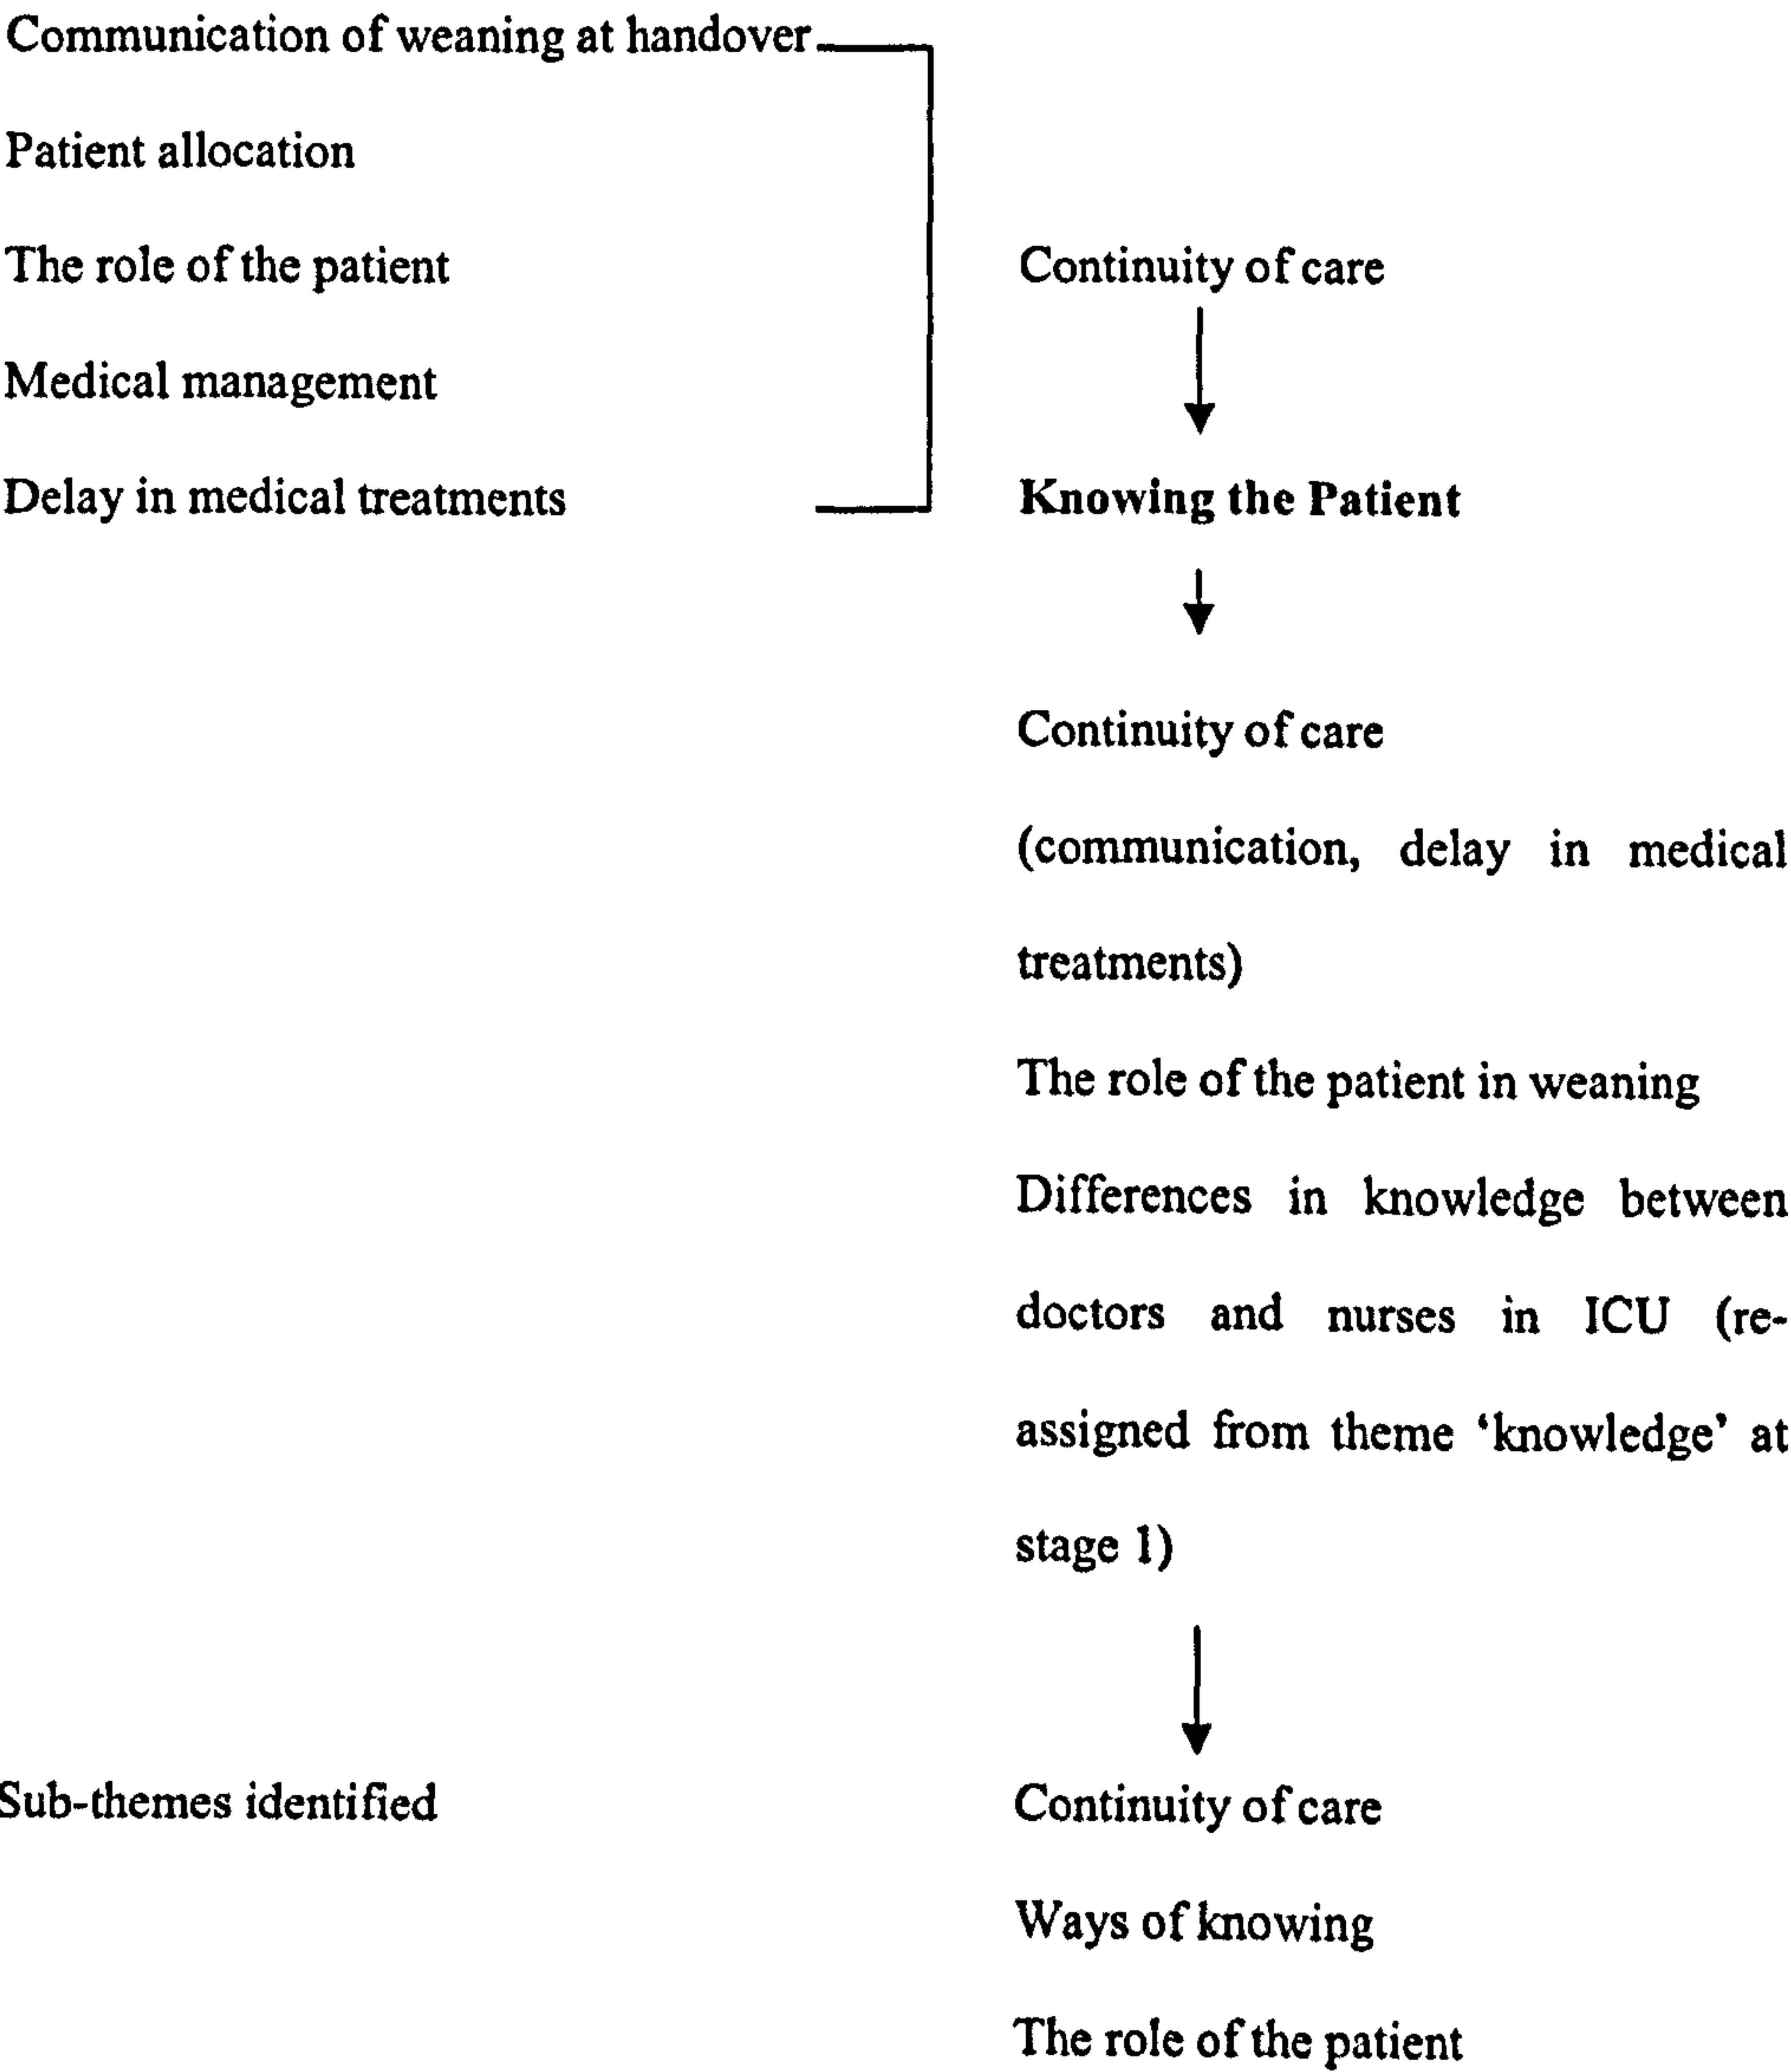 Communication of weaning at handover
Patient allocation
The role of the patient
Medical management
Delay in medical treatments
Continuity of care
Knowing the Patient
Continuity of care
(communication, delay in medical
treatments)
The role of the patient in weaning
Differences in knowledge between
doctors and nurses in ICU (re-
assigned from theme ‘knowledge’ at
stage 1)
Sub-themes identified
Continuity of care
Ways of knowing
The role of the patient